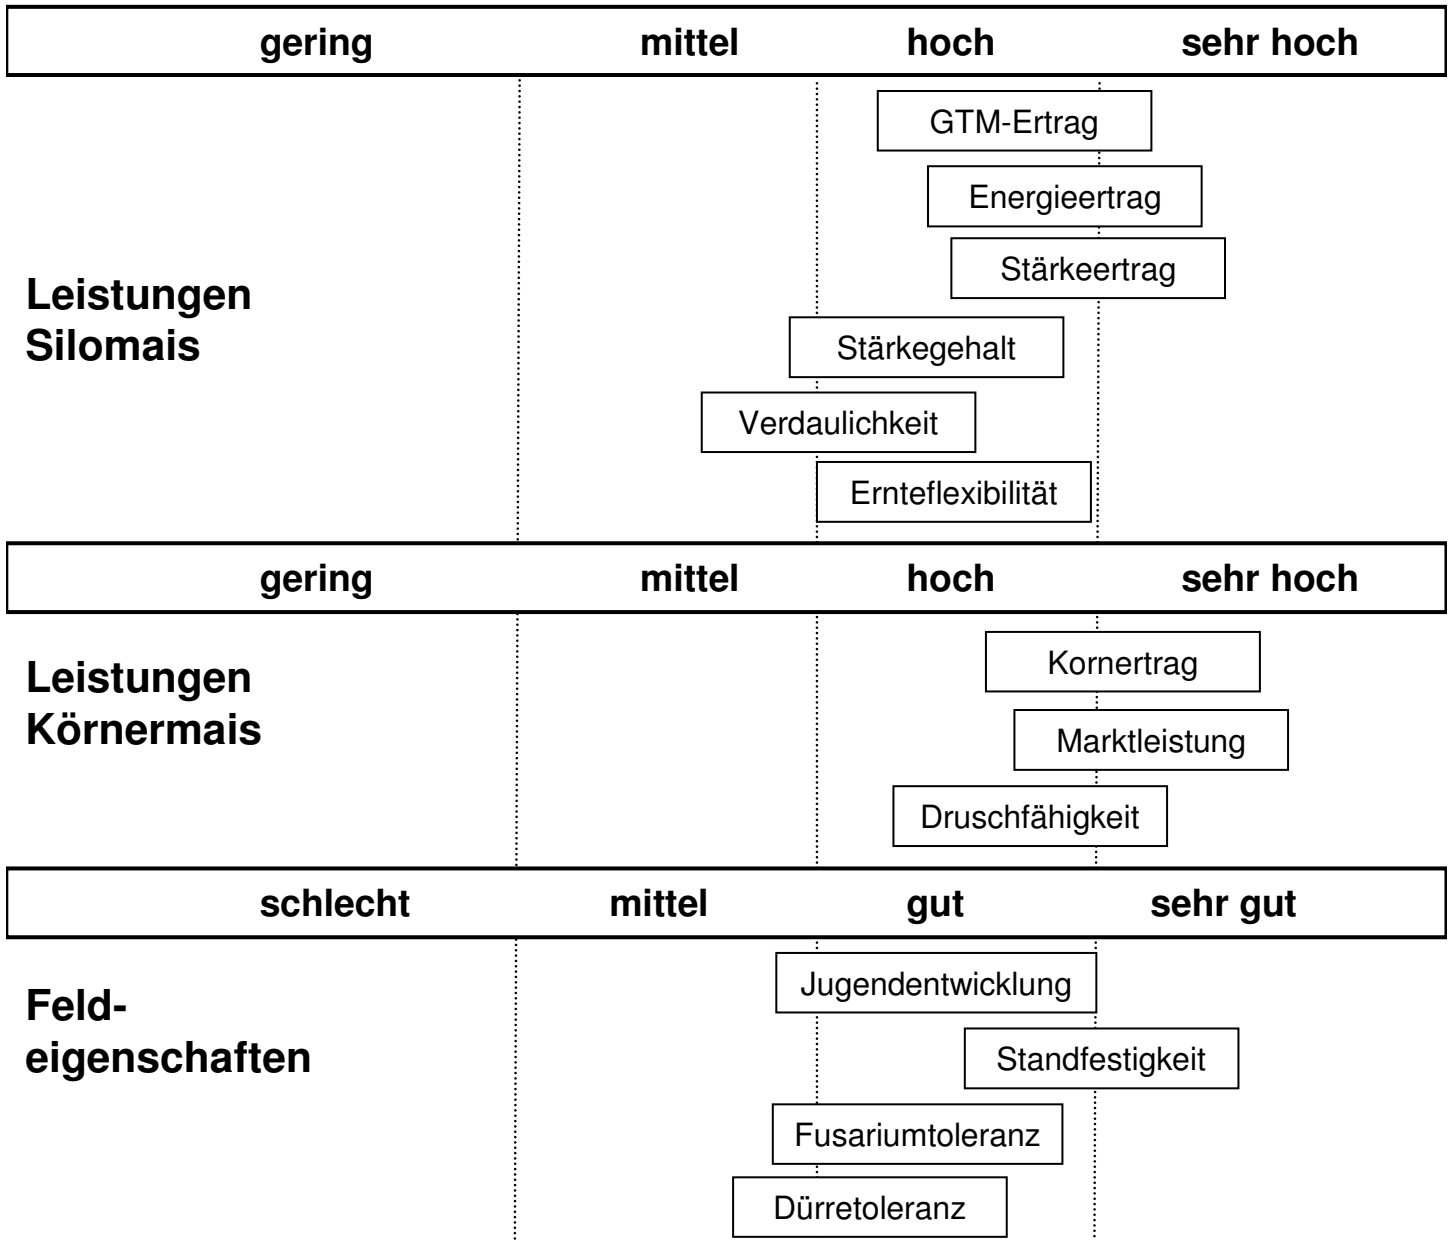 gering mittel hoch sehr hoch
GTM-Ertrag
Energieertrag
Stärkeertrag
Leistungen
Silomais
Stärkegehalt
Verdaulichkeit
Ernteflexibilität
gering mittel hoch sehr hoch
Leistungen
Körnermais
Kornertrag
Marktleistung
Druschfähigkeit
schlecht mittel gut sehr gut
Feld-
eigenschaften
Jugendentwicklung
Standfestigkeit
Fusariumtoleranz
Dürretoleranz